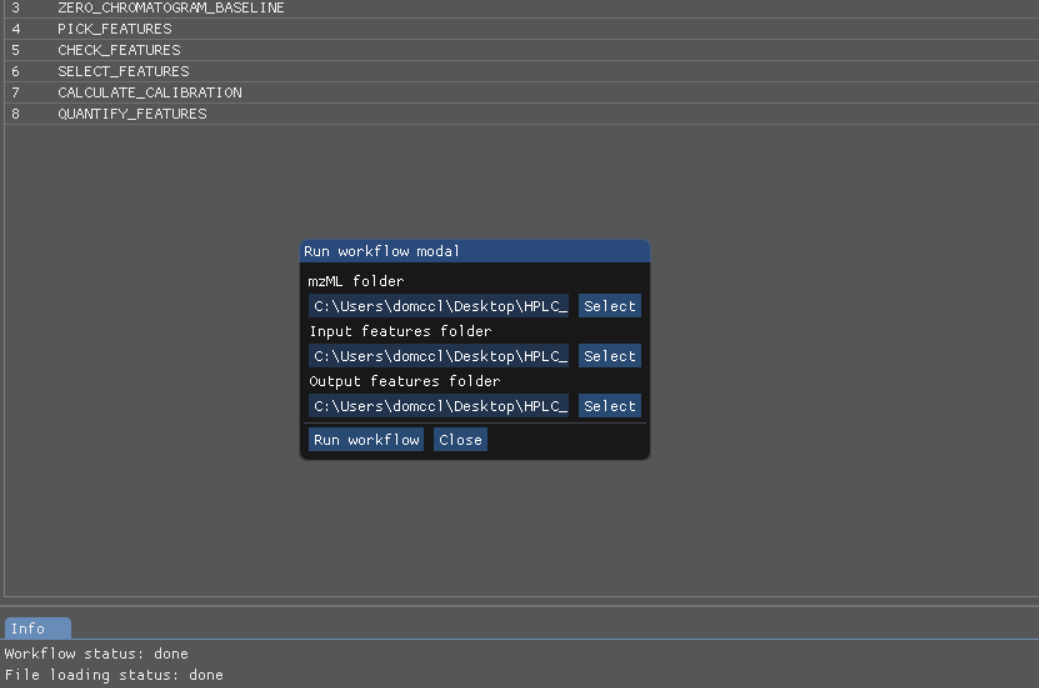 3 ZERO_CHROMATOGRAM_BASELINE
4 PICK_FEATURES
5 CHECK_FEATURES
6 SELECT_FEATURES
7 CALCULATE_CALIBRATION
8 QUANTIFY_FEATURES
Run workflow modal
mzML folder
C:\Users\domccl\Desktop\HPLC_ Select
Input features folder
C:\Users\domccl\Desktop\HPLC_ Select
Output features folder
C:\Users\domccl\Desktop\HPLC_ Select
Run workflow Close
Info
Workflow status: done
File loading status: done